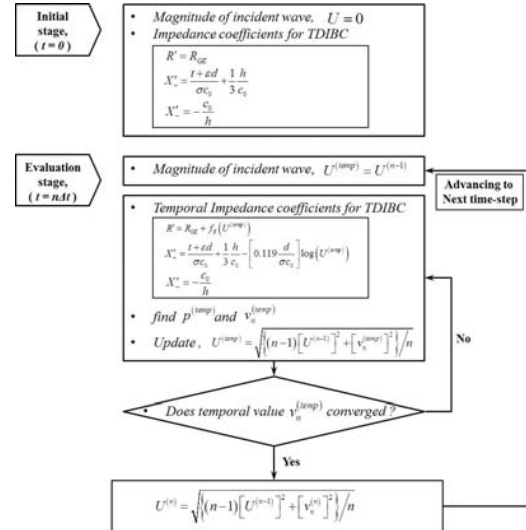 Initial stage, (t=0)
• Magnitude of incident wave, U = 0
• Impedance coefficients for TDIBC
R' = R_GE
X'_- = (t+εd)/(σc_0) + (1/3)(h/c_0)
X'_- = -c_0/h
Evaluation stage, (t=nΔt)
• Magnitude of incident wave, U^(temp) = U^(n-1)
Advancing to Next time-step
• Temporal Impedance coefficients for TDIBC
R' = R_GE + f_R(U^(temp))
X'_- = (t+εd)/(σc_0) + (1/3)(h/c_0) - [0.119 d/(σc_0)] log(U^(temp))
X'_- = -c_0/h
• find p^(temp) and v_n^(temp)
• Update, U^(temp) = √{((n-1)[U^(n-1)]^2 + [v_n^(temp)]^2)/n}
No
• Does temporal value v_n^(temp) converged ?
Yes
U^(n) = √{((n-1)[U^(n-1)]^2 + [v_n^(n)]^2)/n}